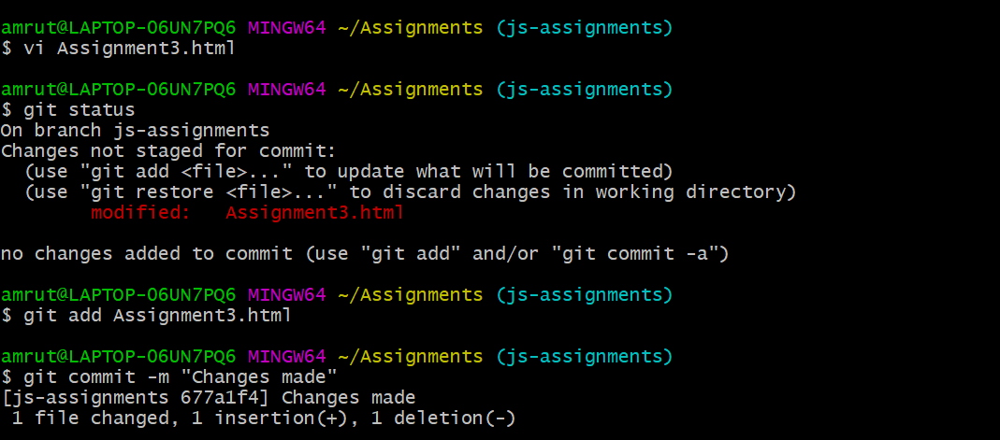 amrut@LAPTOP-O6UN7PQ6 MINGW64 ~/Assignments (js-assignments)
$ vi Assignment3.html
amrut@LAPTOP-O6UN7PQ6 MINGW64 ~/Assignments (js-assignments)
$ git status
On branch js-assignments
Changes not staged for commit:
  (use "git add <file>..." to update what will be committed)
  (use "git restore <file>..." to discard changes in working directory)
        modified:   Assignment3.html
no changes added to commit (use "git add" and/or "git commit -a")
amrut@LAPTOP-O6UN7PQ6 MINGW64 ~/Assignments (js-assignments)
$ git add Assignment3.html
amrut@LAPTOP-O6UN7PQ6 MINGW64 ~/Assignments (js-assignments)
$ git commit -m "Changes made"
[js-assignments 677a1f4] Changes made
 1 file changed, 1 insertion(+), 1 deletion(-)